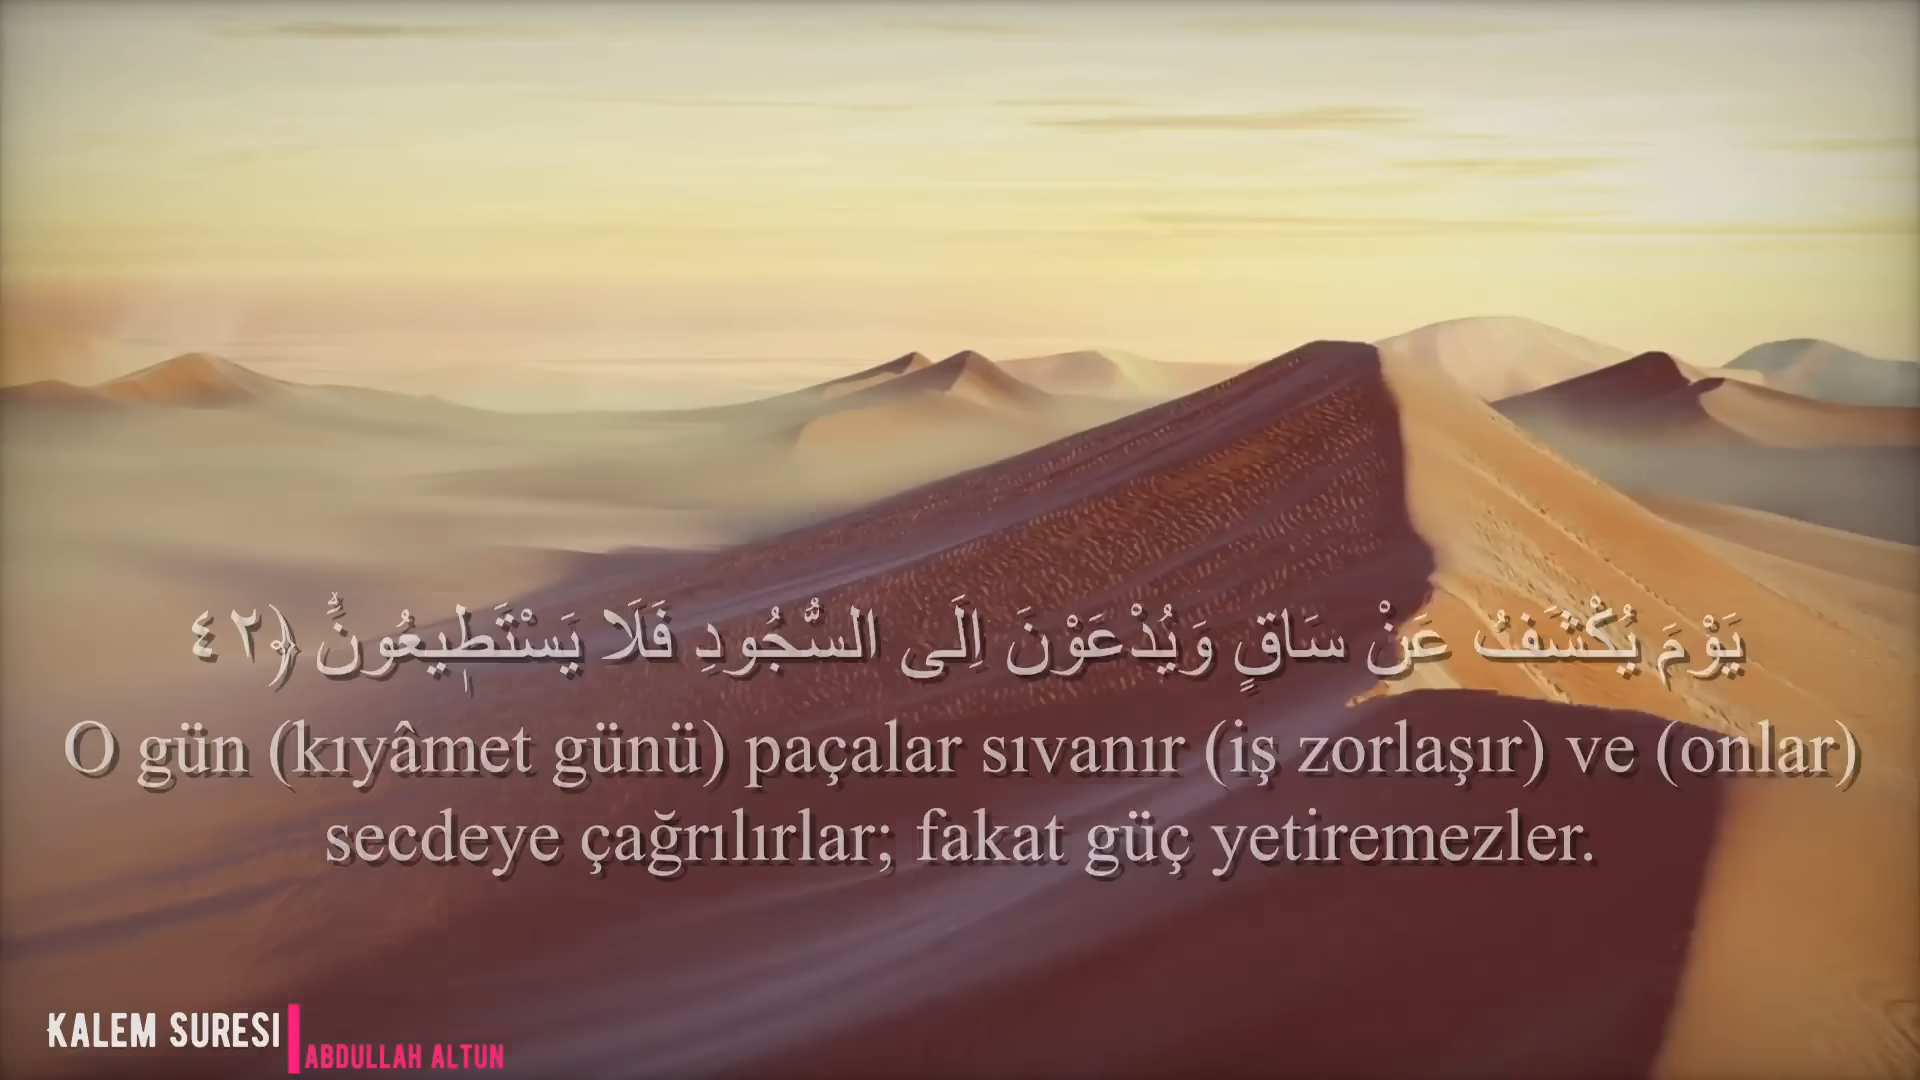 يَوْمَ يُكْشَفُ عَنْ سَاقٍ وَيُدْعَوْنَ اِلَى السُّجُودِ فَلَا يَسْتَط۪يعُونَۙ ﴿٤٢
O gün (kıyâmet günü) paçalar sıvanır (iş zorlaşır) ve (onlar)
secdeye çağrılırlar; fakat güç yetiremezler.
KALEM SURESI
ABDULLAH ALTUN